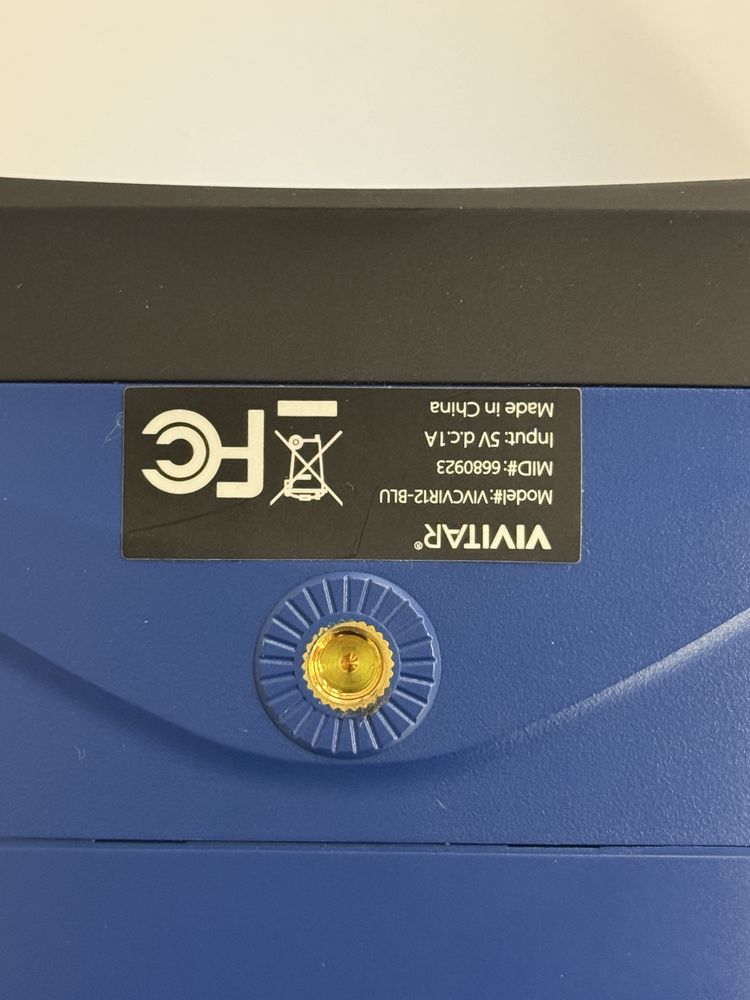 VIVITAR®
Model#:VIVCVIR12-BLU
MID#:6680923
Input: 5V d.c.1A
Made in China
FC